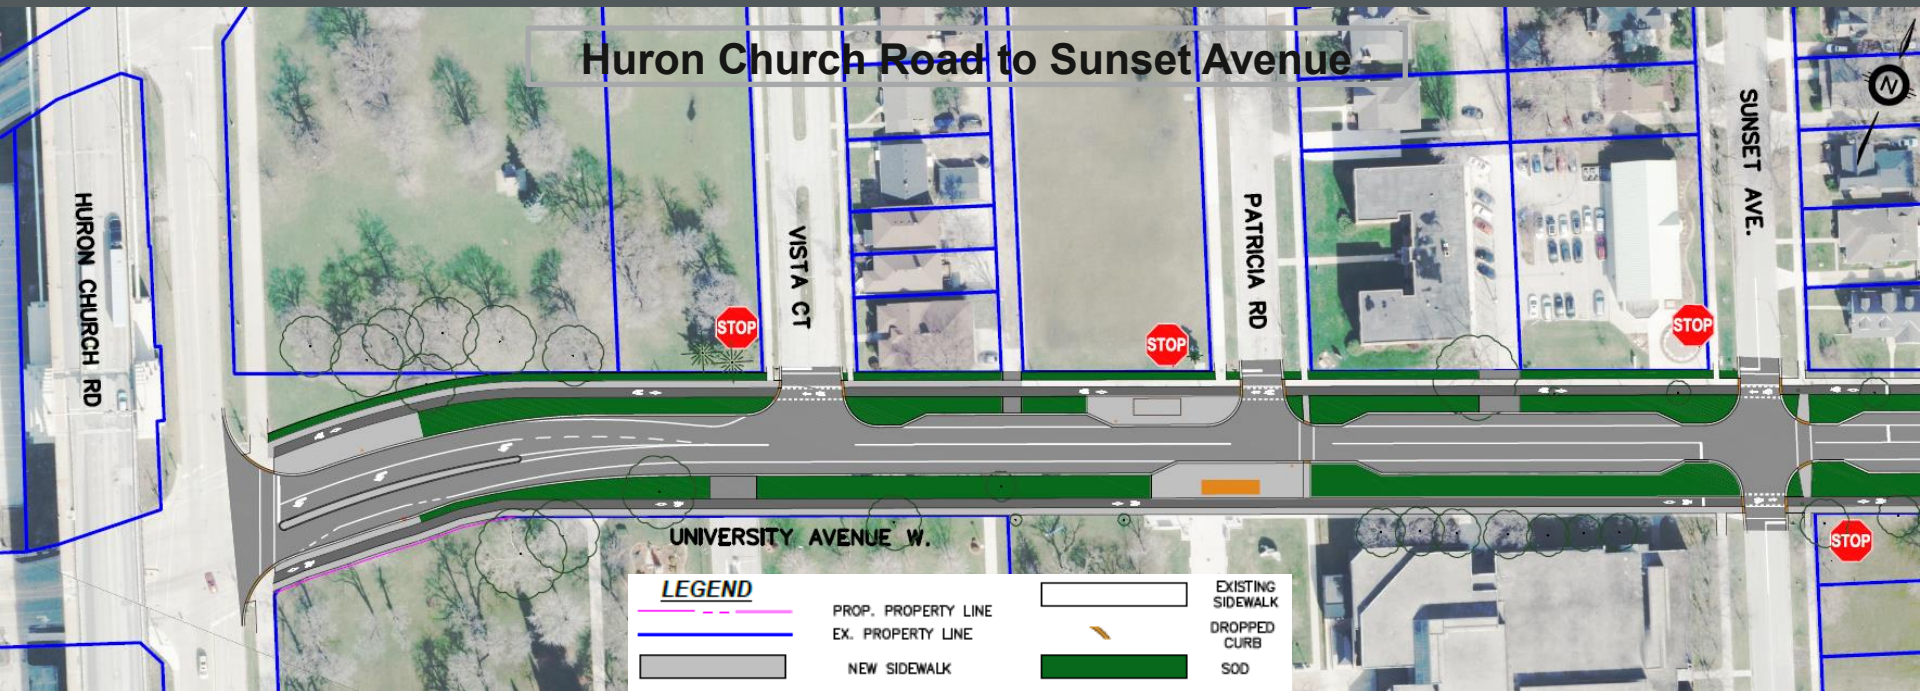 Huron Church Road to Sunset Avenue
N
HURON CHURCH RD
VISTA CT
PATRICIA RD
SUNSET AVE.
STOP
STOP
STOP
STOP
UNIVERSITY AVENUE W.
LEGEND
PROP. PROPERTY LINE
EX. PROPERTY LINE
NEW SIDEWALK
EXISTING
SIDEWALK
DROPPED
CURB
SOD